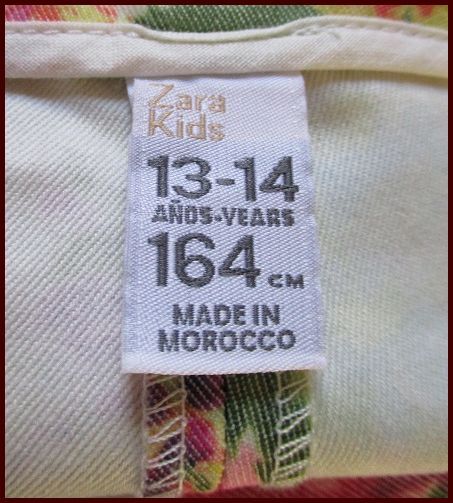 Zara
Kids
13-14
AÑOS-YEARS
164 CM
MADE IN
MOROCCO